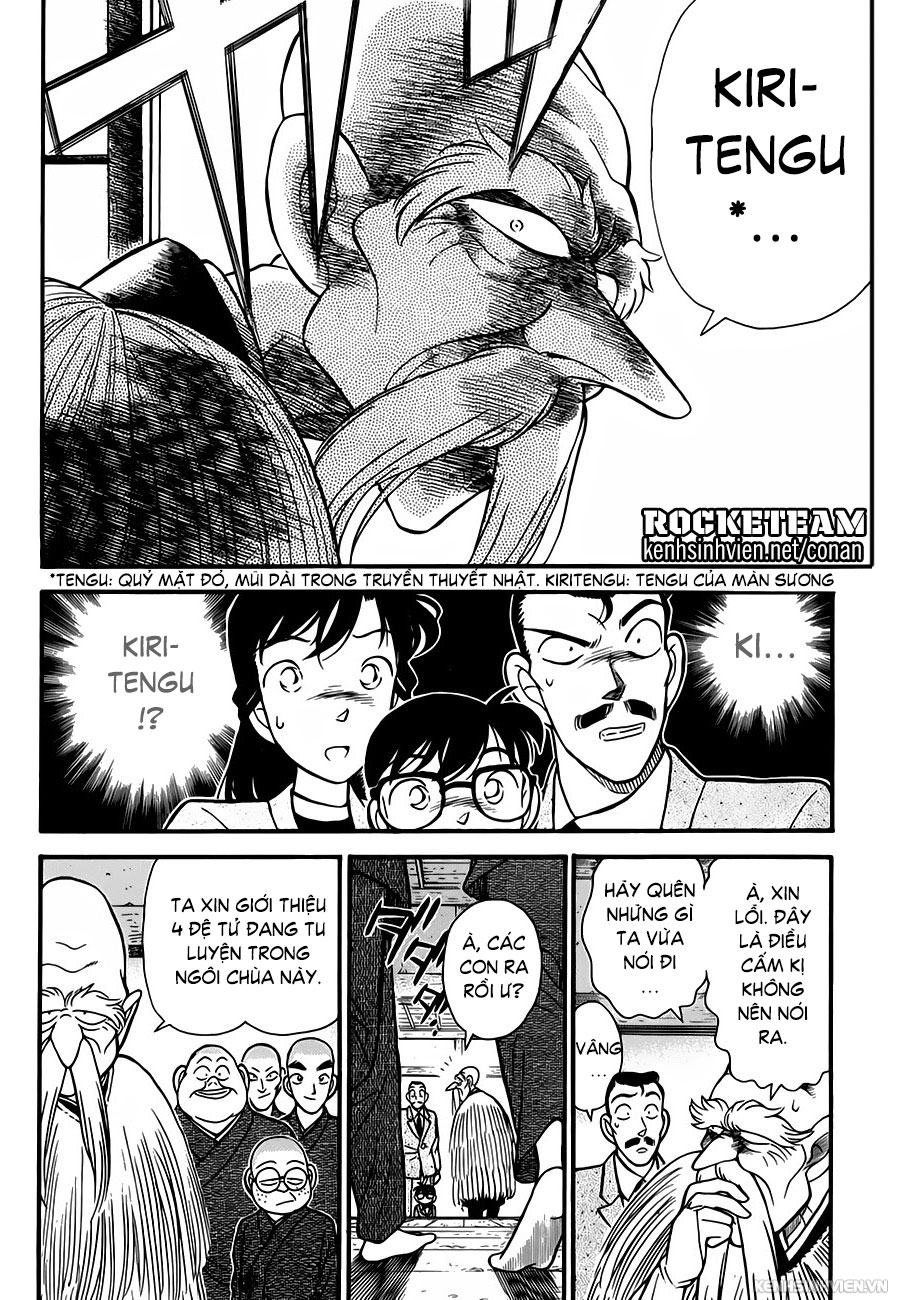 KIRI-
TENGU
*...
ROCKETEAM
kenhsinhvien.net/conan
*TENGU: QUỶ MẶT ĐỎ, MŨI DÀI TRONG TRUYỀN THUYẾT NHẬT. KIRITENGU: TENGU CỦA MÀN SƯƠNG
KI...
KIRI-
TENGU
!?
À, XIN
LỖI. ĐÂY
LÀ ĐIỀU
CẤM KỊ
KHÔNG
NÊN NÓI
RA.
HÃY QUÊN
NHỮNG GÌ
TA VỪA
NÓI ĐI
...
VÂNG
...
À, CÁC
CON RA
RỒI Ư?
TA XIN GIỚI THIỆU
4 ĐỆ TỬ ĐANG TU
LUYỆN TRONG
NGÔI CHÙA NÀY.
KENHSINHVIEN.VN